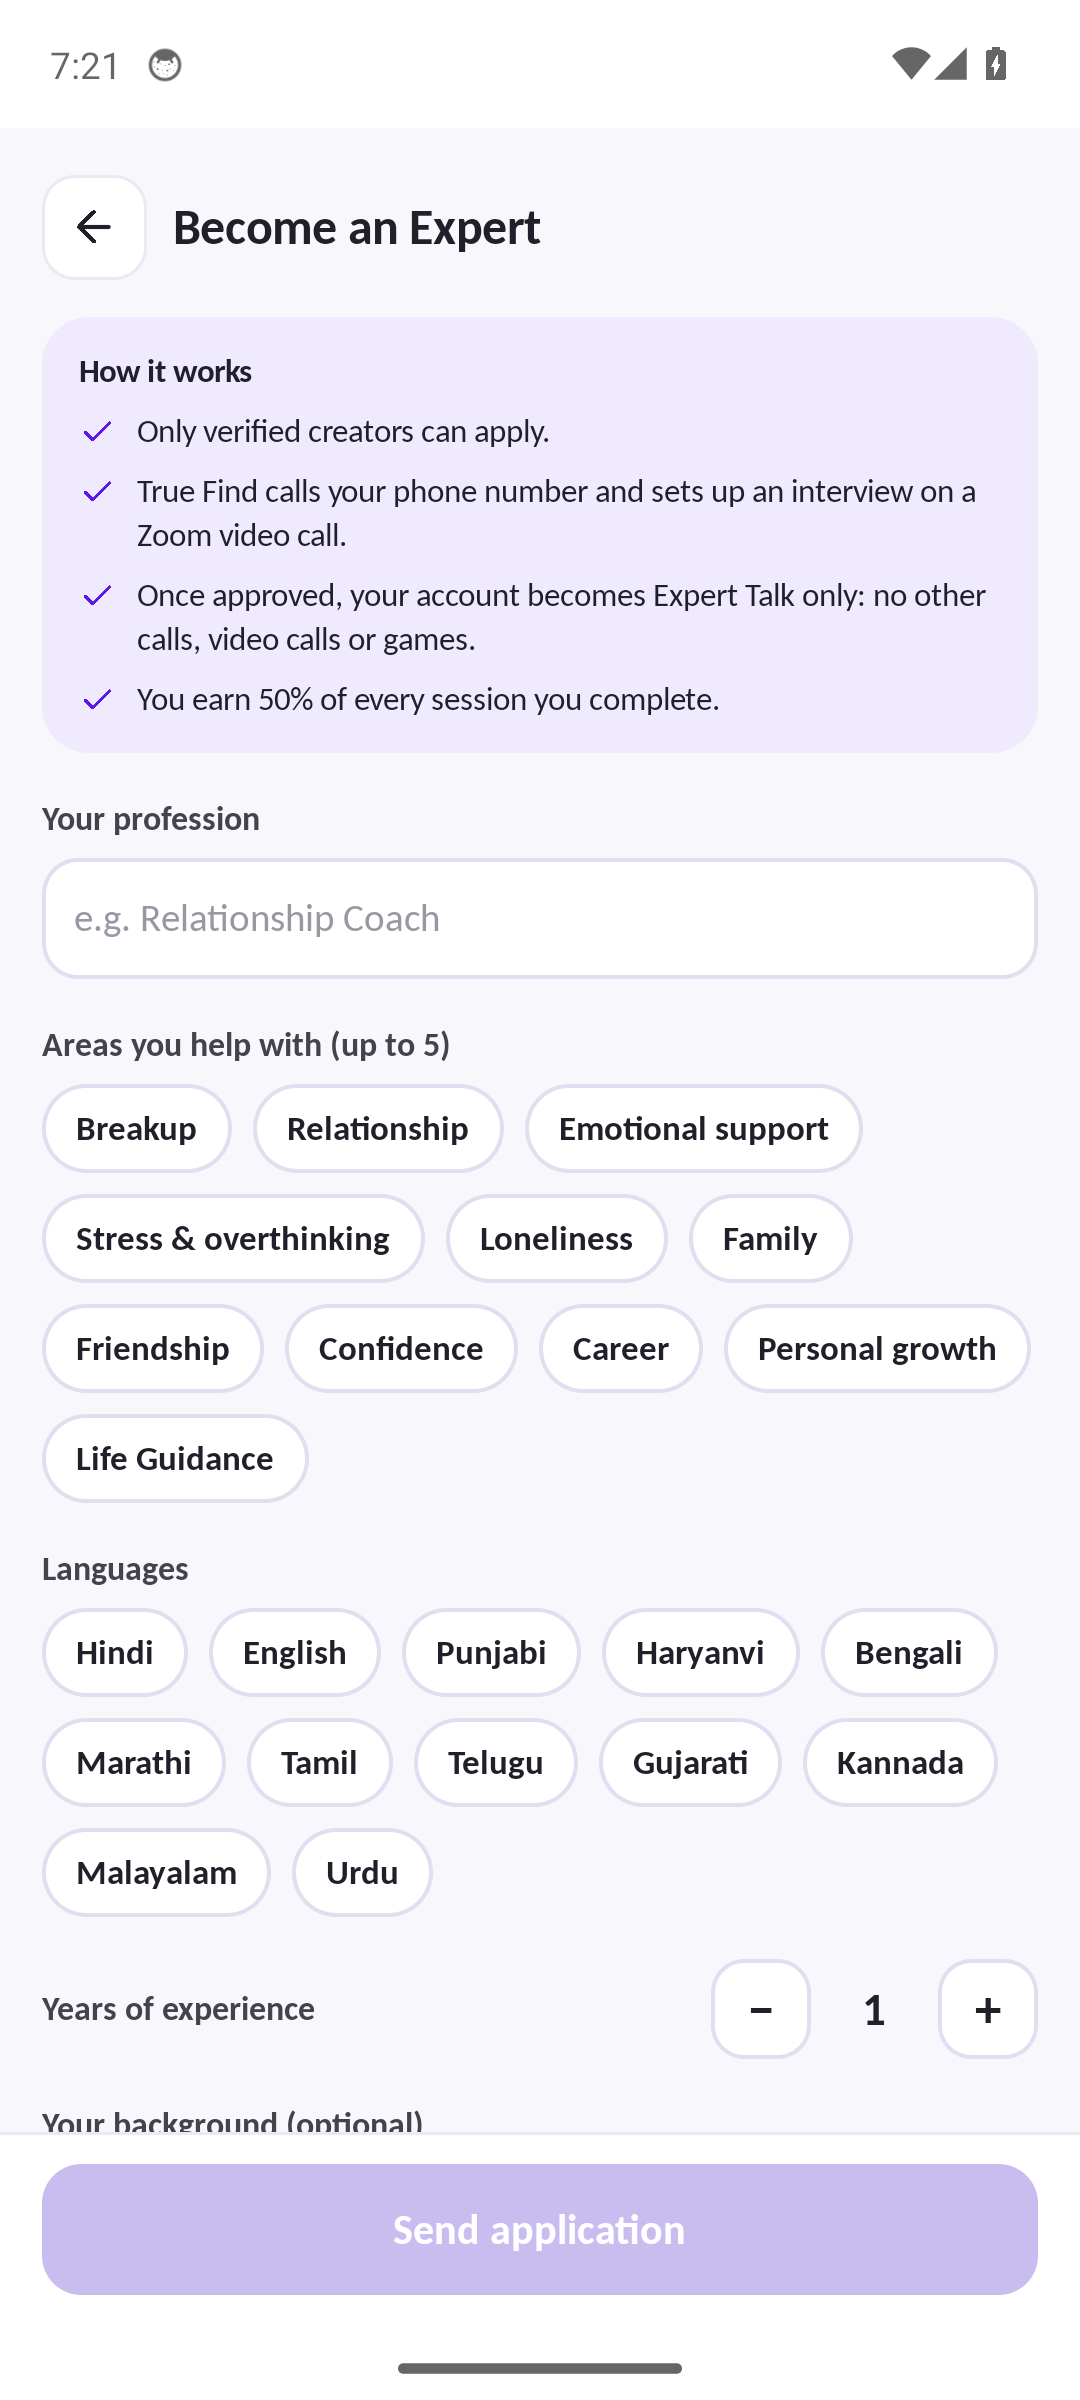 7:21
Become an Expert
How it works
Only verified creators can apply.
True Find calls your phone number and sets up an interview on a
Zoom video call.
Once approved, your account becomes Expert Talk only: no other
calls, video calls or games.
You earn 50% of every session you complete.
Your profession
e.g. Relationship Coach
Areas you help with (up to 5)
Breakup
Relationship
Emotional support
Stress & overthinking
Loneliness
Family
Friendship
Confidence
Career
Personal growth
Life Guidance
Languages
Hindi
English
Punjabi
Haryanvi
Bengali
Marathi
Tamil
Telugu
Gujarati
Kannada
Malayalam
Urdu
Years of experience
− 1 +
Your background (optional)
Send application